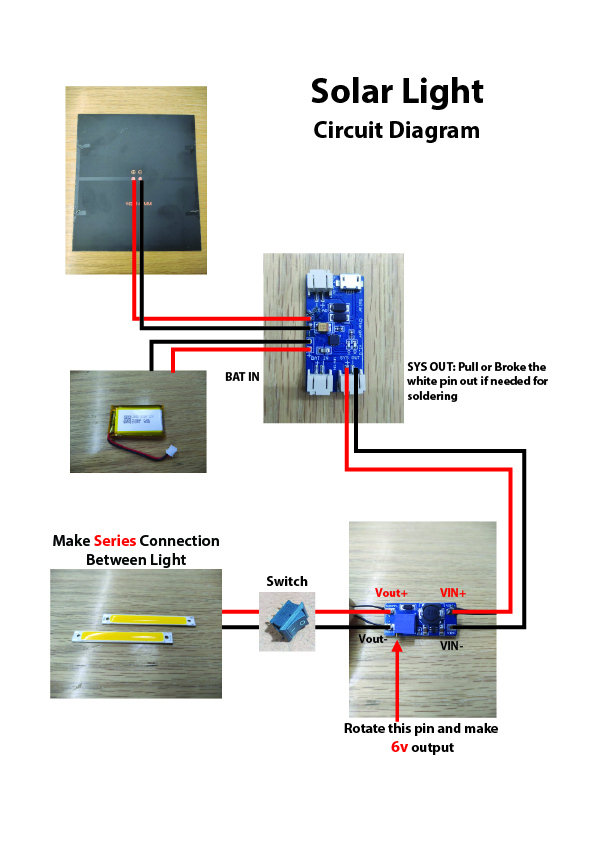 Solar Light
Circuit Diagram
BAT IN
SYS OUT: Pull or Broke the
white pin out if needed for
soldering
Make Series Connection
Between Light
Switch
Vout+
VIN+
Vout-
VIN-
Rotate this pin and make
6v output